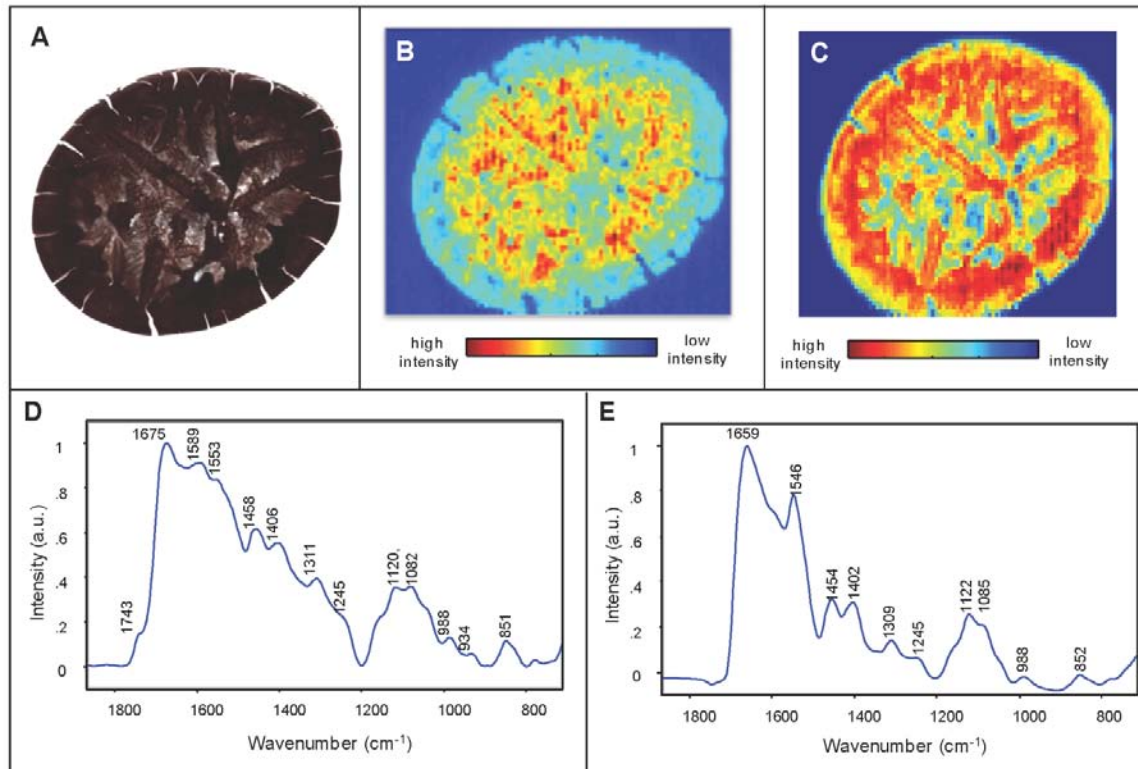 A
B
C
high intensity
low intensity
high intensity
low intensity
D
1675
1589
1553
1458
1406
1311
1245
1120,
1082
988
934
851
1743
1
.8
.6
.4
.2
0
Intensity (a.u.)
1800 1600 1400 1200 1000 800
Wavenumber (cm⁻¹)
E
1659
1546
1454
1402
1309
1245
1122
1085
988
852
1
.8
.6
.4
.2
0
Intensity (a.u.)
1800 1600 1400 1200 1000 800
Wavenumber (cm⁻¹)